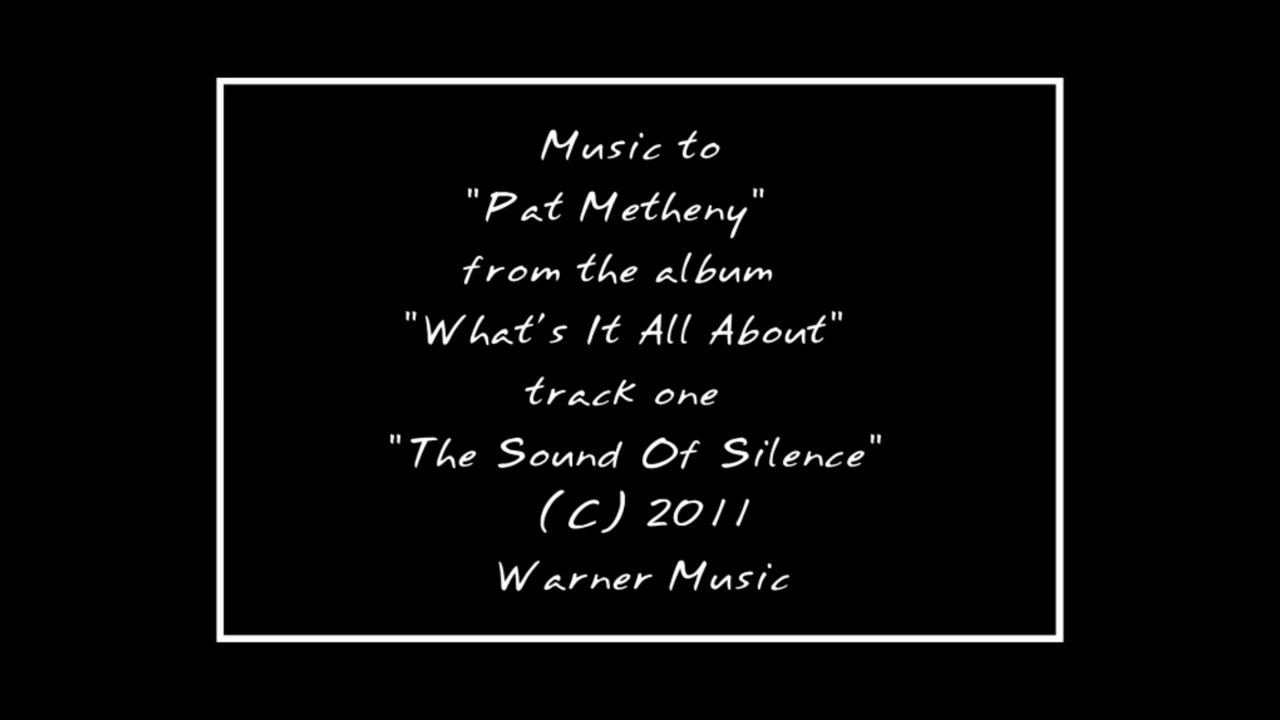 Music to
"Pat Metheny"
from the album
"What's It All About"
track one
"The Sound Of Silence"
(C) 2011
Warner Music